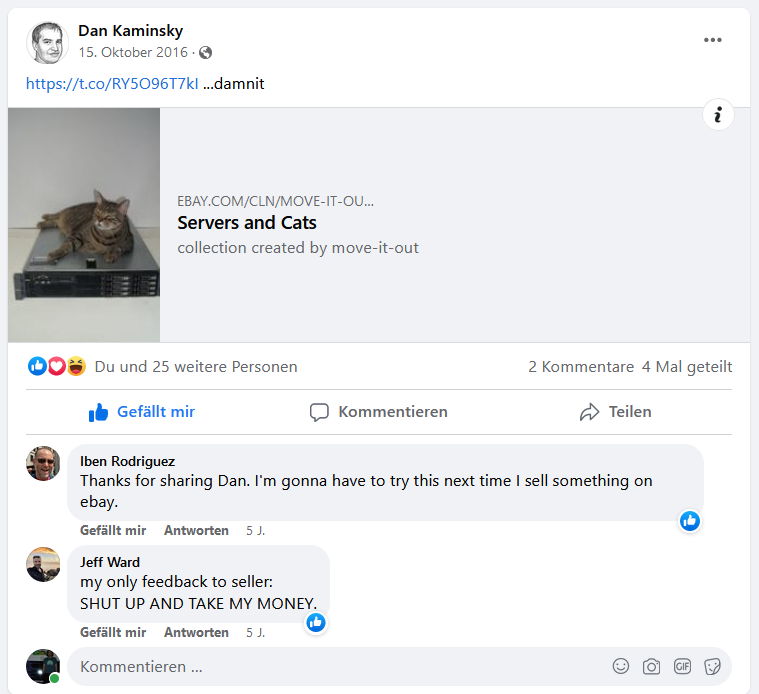 Dan Kaminsky
15. Oktober 2016 ·
https://t.co/RY5O96T7kI ...damnit
EBAY.COM/CLN/MOVE-IT-OU...
Servers and Cats
collection created by move-it-out
Du und 25 weitere Personen
2 Kommentare 4 Mal geteilt
Gefällt mir
Kommentieren
Teilen
Iben Rodriguez
Thanks for sharing Dan. I'm gonna have to try this next time I sell something on
ebay.
Gefällt mir Antworten 5 J.
Jeff Ward
my only feedback to seller:
SHUT UP AND TAKE MY MONEY.
Gefällt mir Antworten 5 J.
Kommentieren ...
GIF